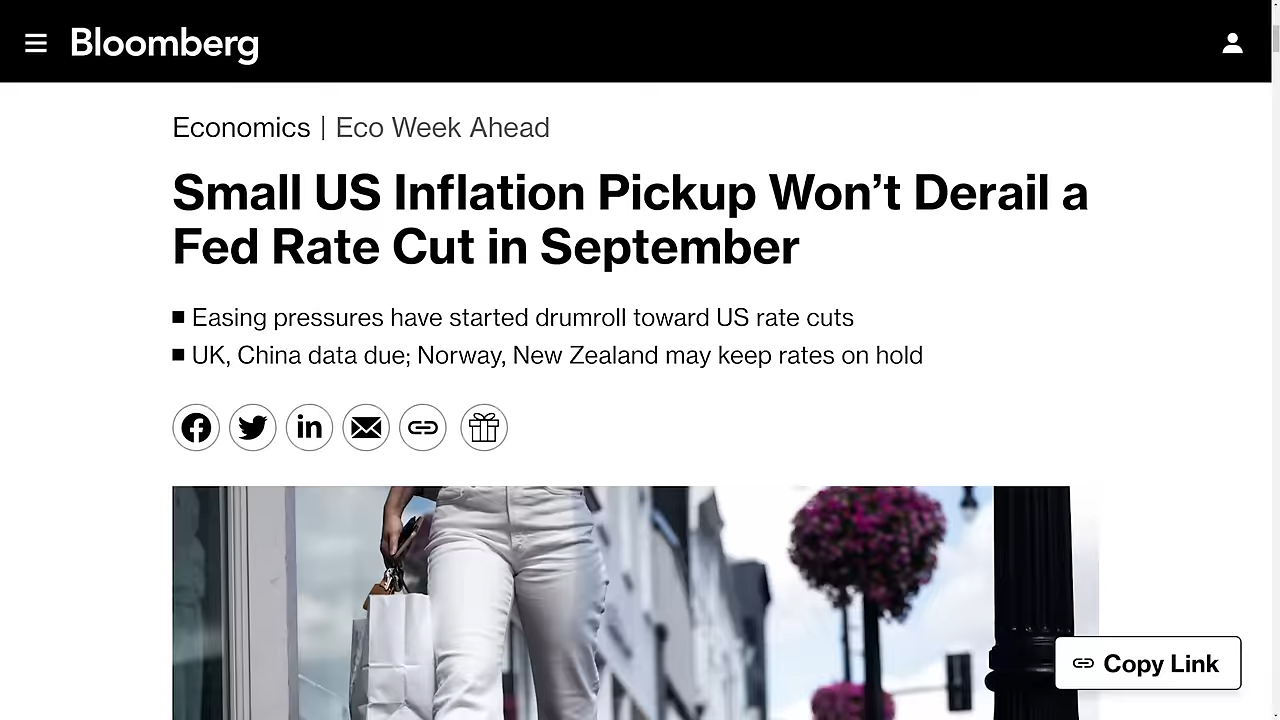 Bloomberg
Economics | Eco Week Ahead
Small US Inflation Pickup Won’t Derail a
Fed Rate Cut in September
Easing pressures have started drumroll toward US rate cuts
UK, China data due; Norway, New Zealand may keep rates on hold
in
Copy Link